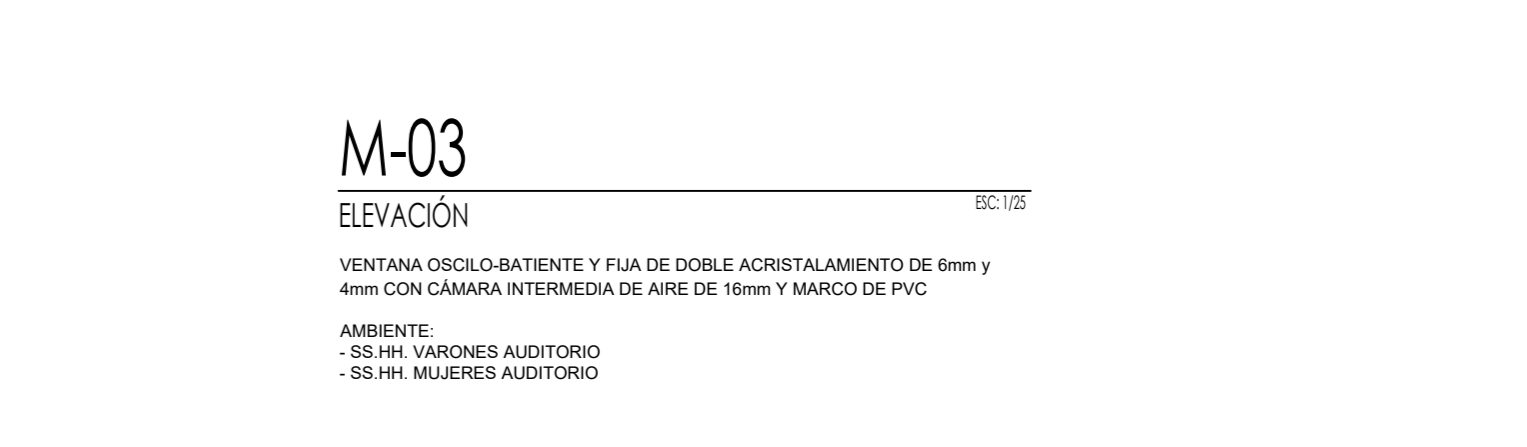 M-03
ELEVACIÓN
ESC: 1/25
VENTANA OSCILO-BATIENTE Y FIJA DE DOBLE ACRISTALAMIENTO DE 6mm y
4mm CON CÁMARA INTERMEDIA DE AIRE DE 16mm Y MARCO DE PVC
AMBIENTE:
- SS.HH. VARONES AUDITORIO
- SS.HH. MUJERES AUDITORIO